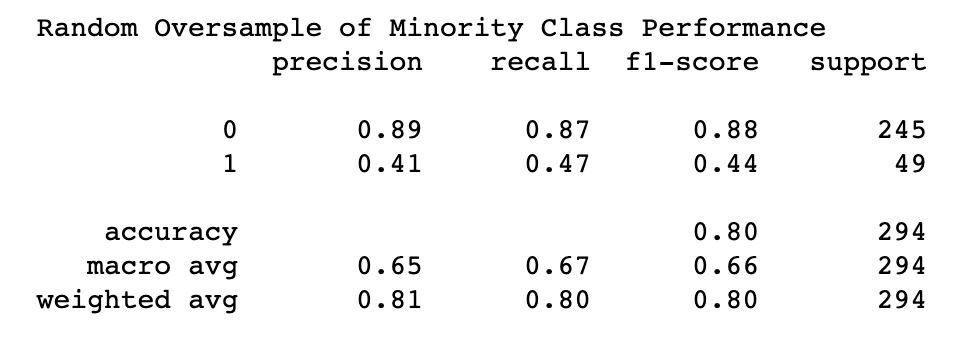 Random Oversample of Minority Class Performance
precision recall f1-score support
0 0.89 0.87 0.88 245
1 0.41 0.47 0.44 49
accuracy 0.80 294
macro avg 0.65 0.67 0.66 294
weighted avg 0.81 0.80 0.80 294